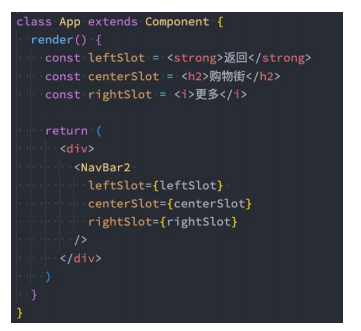 class App extends Component {
render() {
const leftSlot = <strong>返回</strong>
const centerSlot = <h2>购物街</h2>
const rightSlot = <i>更多</i>
return (
<div>
<NavBar2
leftSlot={leftSlot}
centerSlot={centerSlot}
rightSlot={rightSlot}
/>
</div>
)
}
}